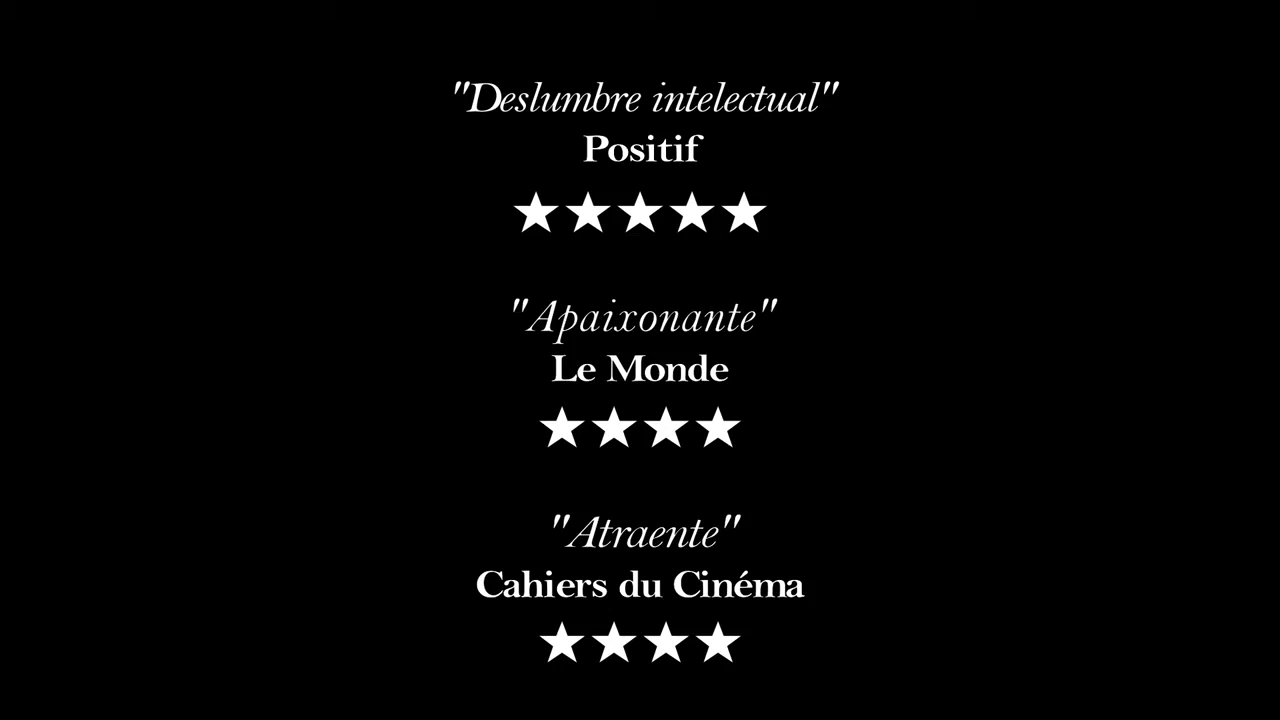 "Deslumbre intelectual"
Positif
★★★★★
"Apaixonante"
Le Monde
★★★★
"Atraente"
Cahiers du Cinéma
★★★★